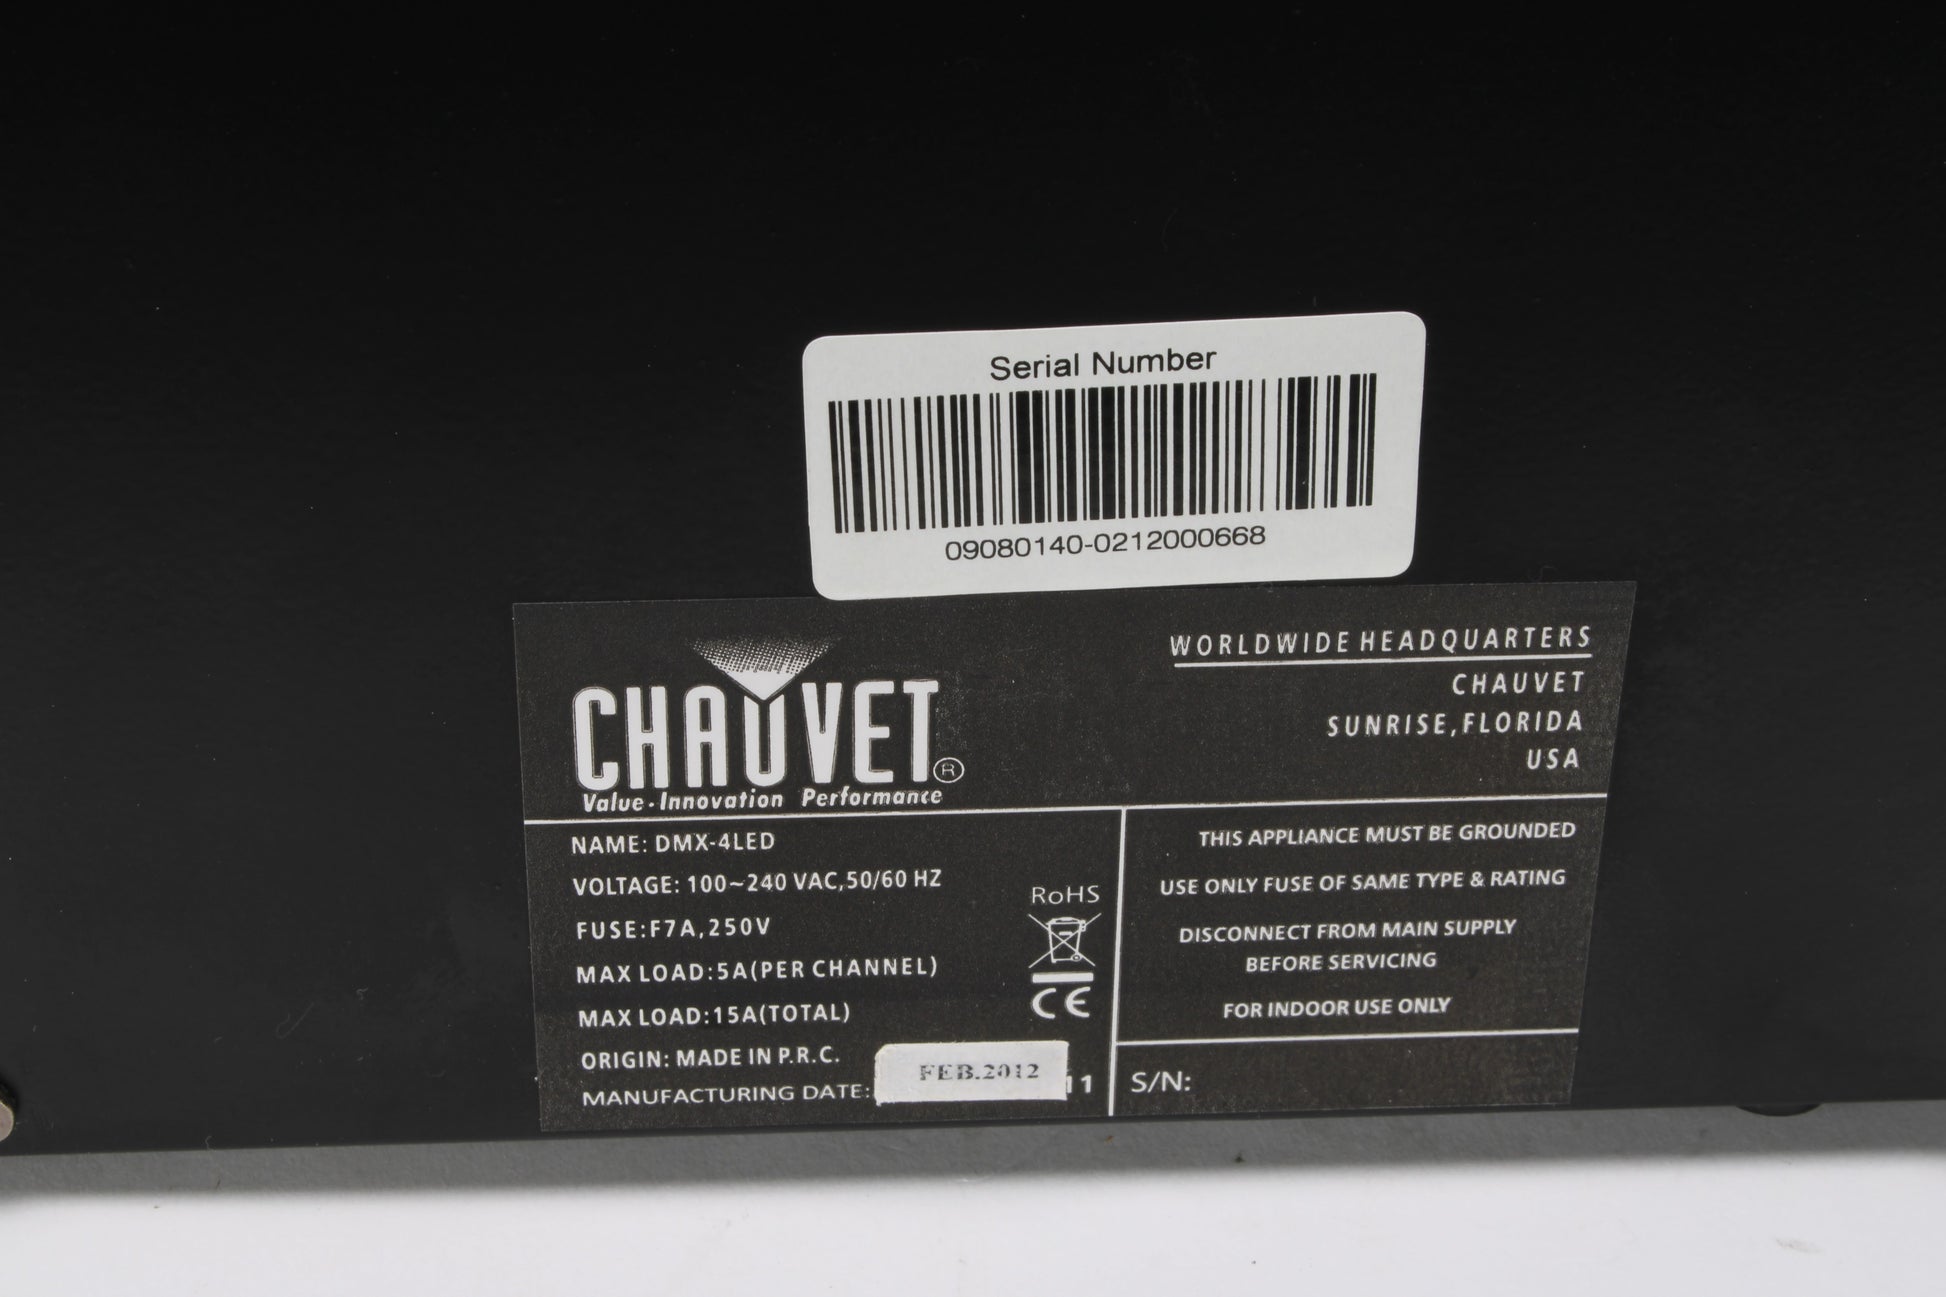 Serial Number
09080140-0212000668
CHAUVET®
Value·Innovation Performance
WORLDWIDE HEADQUARTERS
CHAUVET
SUNRISE,FLORIDA
USA
NAME: DMX-4LED
VOLTAGE: 100~240 VAC,50/60 HZ
FUSE:F7A,250V
MAX LOAD:5A(PER CHANNEL)
MAX LOAD:15A(TOTAL)
ORIGIN: MADE IN P.R.C.
MANUFACTURING DATE: FEB.2012 11
RoHS
CE
THIS APPLIANCE MUST BE GROUNDED
USE ONLY FUSE OF SAME TYPE & RATING
DISCONNECT FROM MAIN SUPPLY
BEFORE SERVICING
FOR INDOOR USE ONLY
S/N: